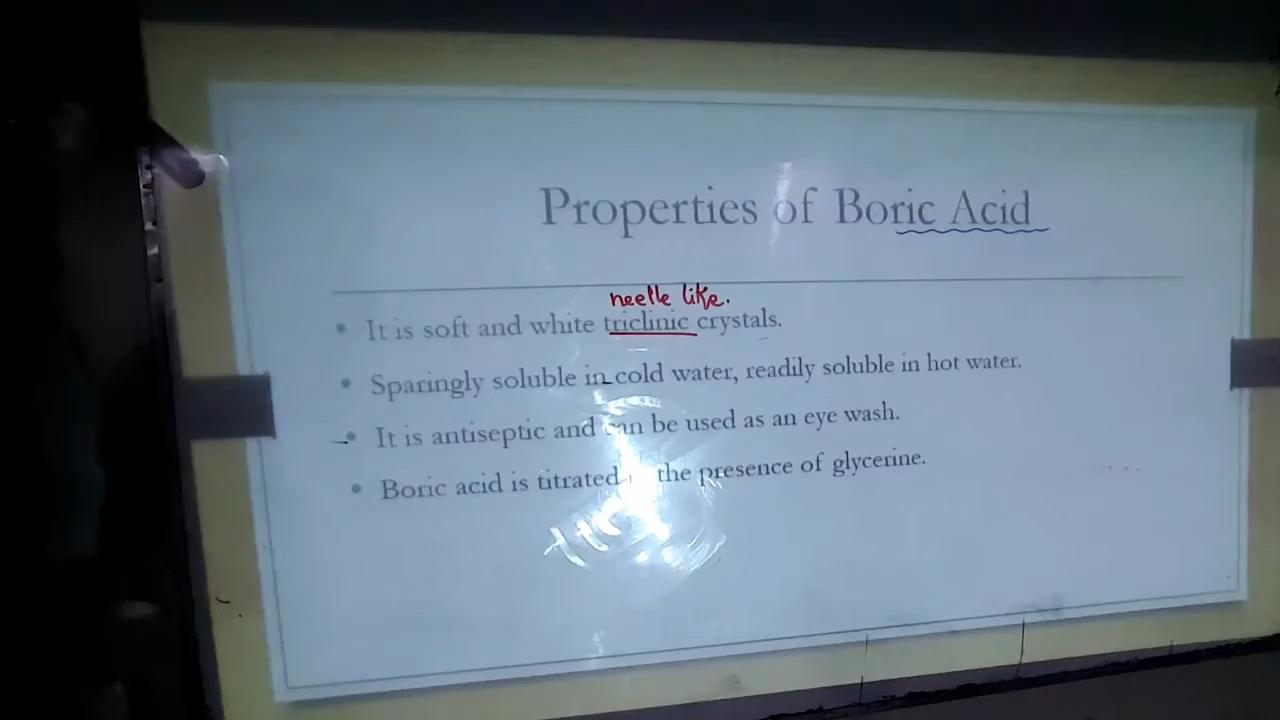 Properties of Boric Acid
neelle like.
• It is soft and white triclinic crystals.
• Sparingly soluble in cold water, readily soluble in hot water.
• It is antiseptic and can be used as an eye wash.
• Boric acid is titrated the presence of glycerine.